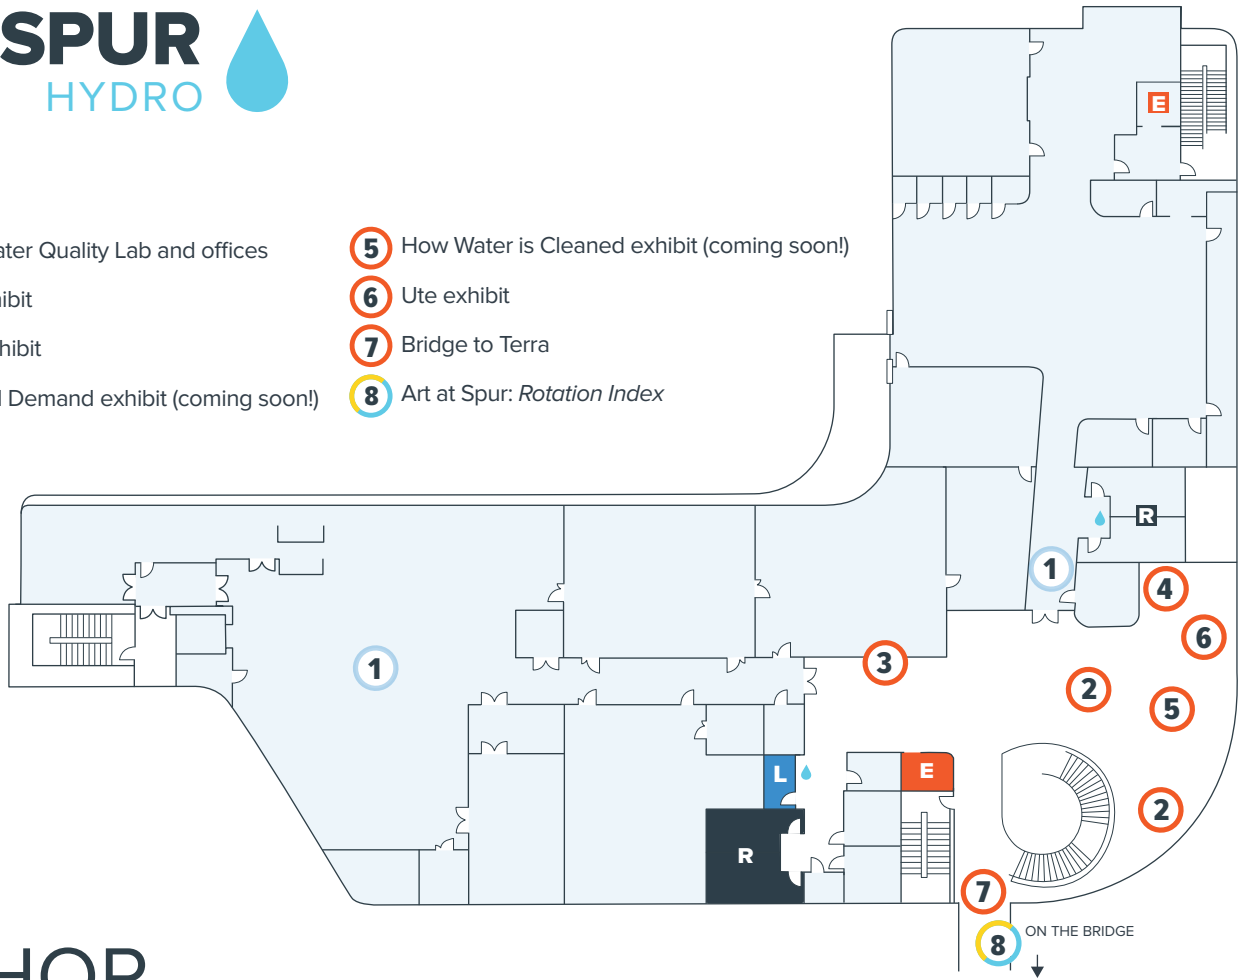 SPUR
HYDRO
ater Quality Lab and offices
ibit
hibit
l Demand exhibit (coming soon!)
5 How Water is Cleaned exhibit (coming soon!)
6 Ute exhibit
7 Bridge to Terra
8 Art at Spur: Rotation Index
E
R
1
4
6
1
3
2
5
L
E
2
R
7
8 ON THE BRIDGE
HOP